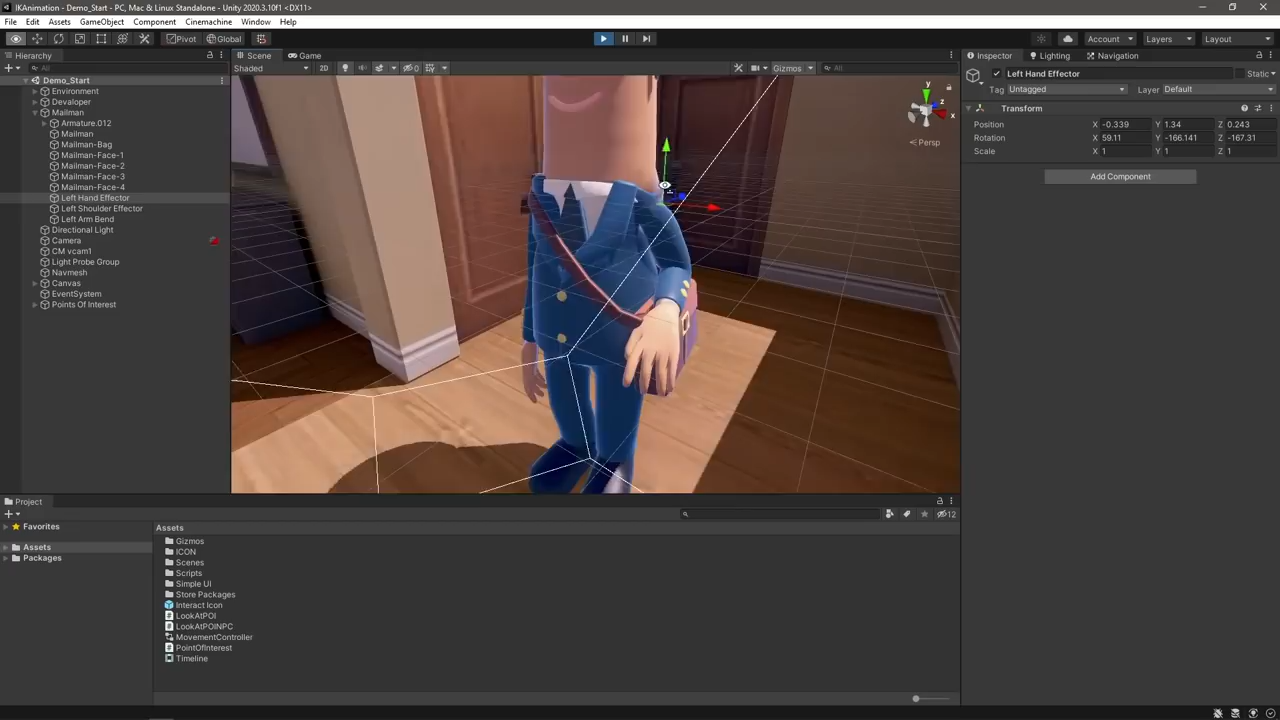 IKAnimation - Demo_Start - PC, Mac & Linux Standalone - Unity 2020.3.10f1 <DX11>
File Edit Assets GameObject Component Cinemachine Window Help
Pivot Global Account Layers Layout
Hierarchy
All
Demo_Start
Environment
Developer
Mailman
Armature.012
Mailman
Mailman-Bag
Mailman-Face-1
Mailman-Face-2
Mailman-Face-3
Mailman-Face-4
Left Hand Effector
Left Shoulder Effector
Left Arm Bend
Directional Light
Camera
CM vcam1
Light Probe Group
Navmesh
Canvas
EventSystem
Points Of Interest
Scene Game
Shaded 2D 0 Gizmos All
y
z
x
Persp
Inspector Lighting Navigation
Left Hand Effector Static
Tag Untagged Layer Default
Transform
Position X -0.339 Y 1.34 Z 0.243
Rotation X 59.11 Y -166.141 Z -167.31
Scale X 1 Y 1 Z 1
Add Component
Project
12
Favorites
Assets
Packages
Assets
Gizmos
ICON
Scenes
Scripts
Simple UI
Store Packages
Interact Icon
LookAtPOI
LookAtPOINPC
MovementController
PointOfInterest
Timeline